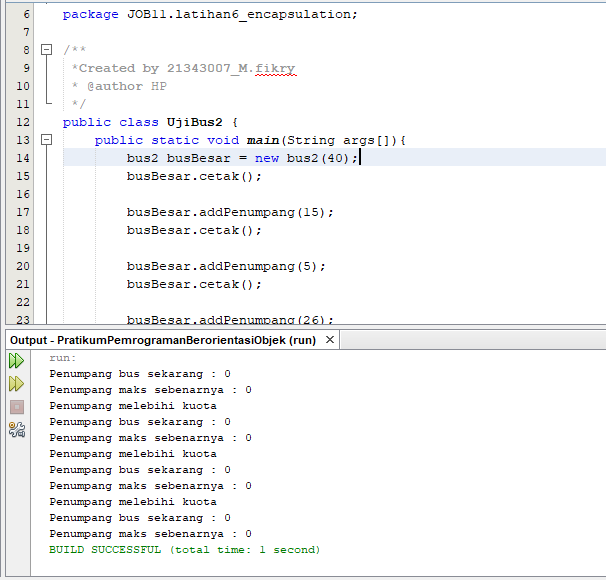 6 package JOB11.latihan6_encapsulation;
7
8 /**
9 *Created by 21343007_M.fikry
10 * @author HP
11 */
12 public class UjiBus2 {
13 public static void main(String args[]){
14 bus2 busBesar = new bus2(40);
15 busBesar.cetak();
16
17 busBesar.addPenumpang(15);
18 busBesar.cetak();
19
20 busBesar.addPenumpang(5);
21 busBesar.cetak();
22
23 busBesar.addPenumpang(26);
Output - PratikumPemrogramanBerorientasiObjek (run) ×
run:
Penumpang bus sekarang : 0
Penumpang maks sebenarnya : 0
Penumpang melebihi kuota
Penumpang bus sekarang : 0
Penumpang maks sebenarnya : 0
Penumpang melebihi kuota
Penumpang bus sekarang : 0
Penumpang maks sebenarnya : 0
Penumpang melebihi kuota
Penumpang bus sekarang : 0
Penumpang maks sebenarnya : 0
BUILD SUCCESSFUL (total time: 1 second)